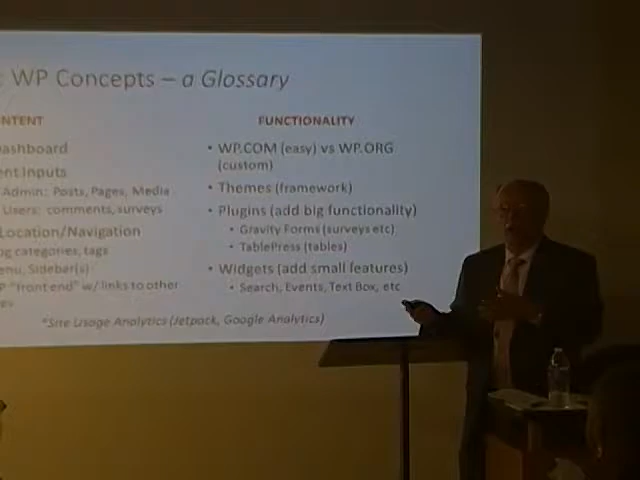 : WP Concepts – a Glossary
NTENT
ashboard
ent Inputs
Admin: Posts, Pages, Media
Users: comments, surveys
Location/Navigation
g categories, tags
enu, Sidebar(s)
P "front end" w/ links to other
es
FUNCTIONALITY
• WP.COM (easy) vs WP.ORG
(custom)
• Themes (framework)
• Plugins (add big functionality)
• Gravity Forms (surveys etc)
• TablePress (tables)
• Widgets (add small features)
• Search, Events, Text Box, etc
*Site Usage Analytics (Jetpack, Google Analytics)